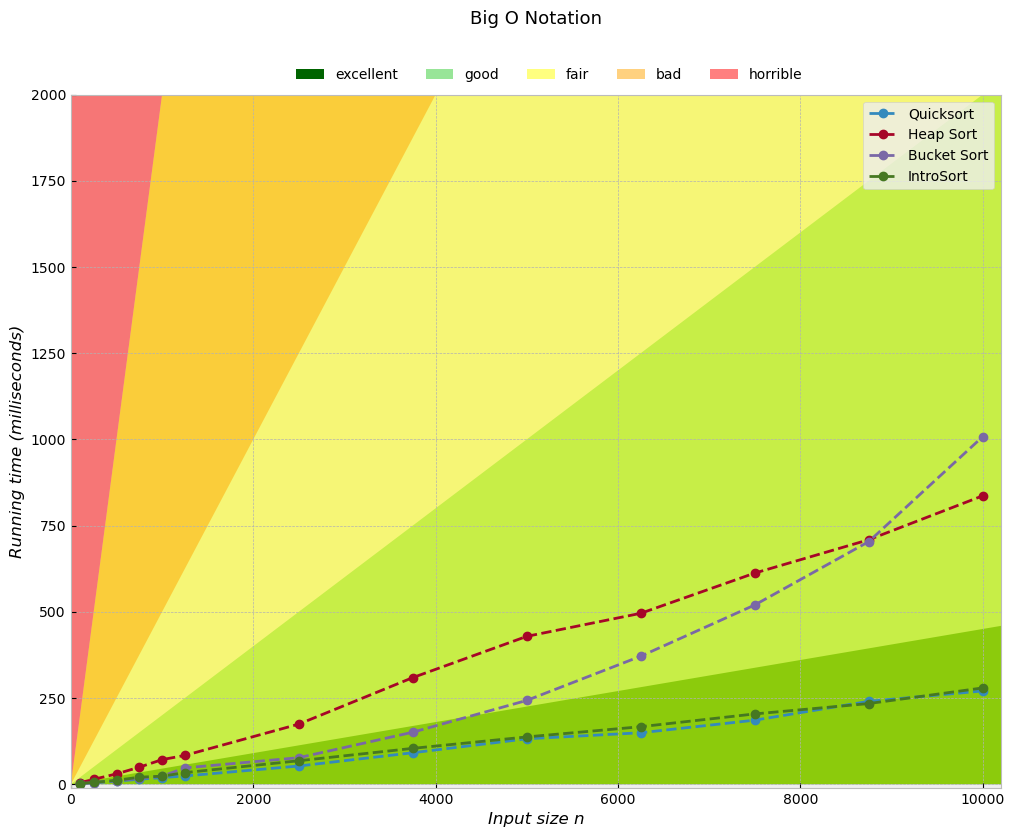 Big O Notation
excellent good fair bad horrible
Quicksort
Heap Sort
Bucket Sort
IntroSort
Running time (milliseconds)
2000
1750
1500
1250
1000
750
500
250
0
0 2000 4000 6000 8000 10000
Input size n